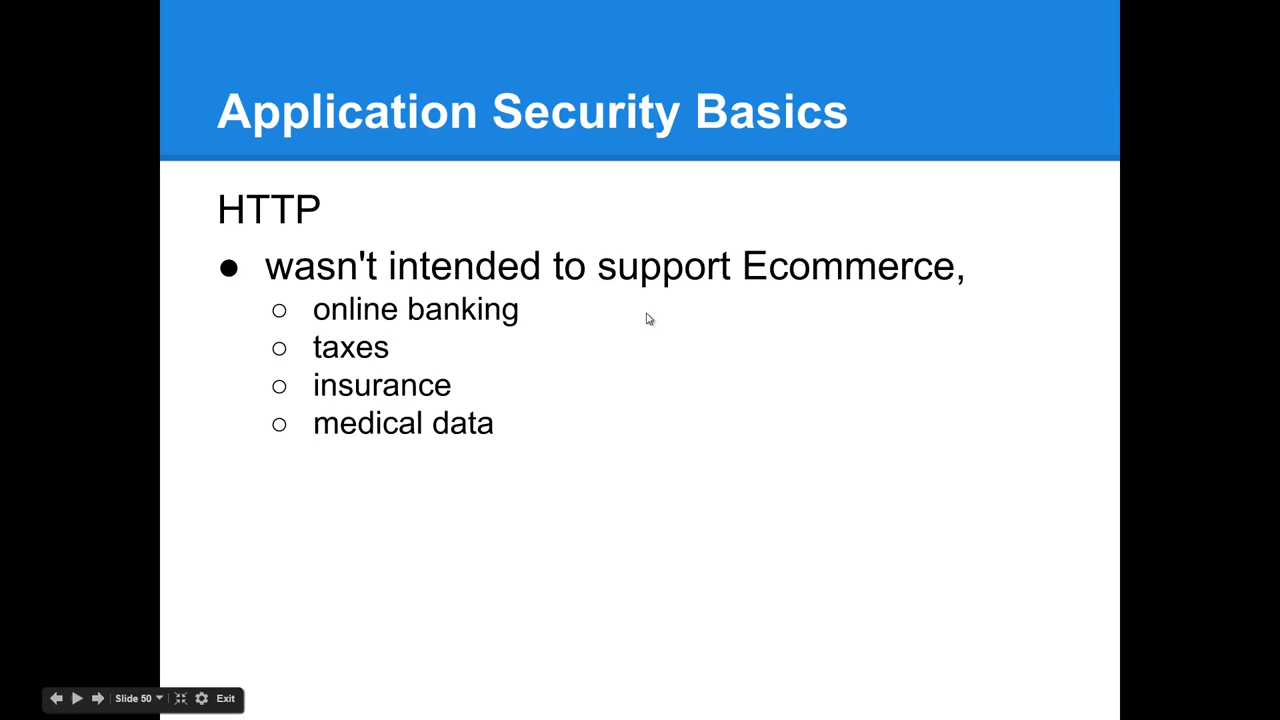 Application Security Basics
HTTP
● wasn't intended to support Ecommerce,
○ online banking
○ taxes
○ insurance
○ medical data
Slide 50 Exit